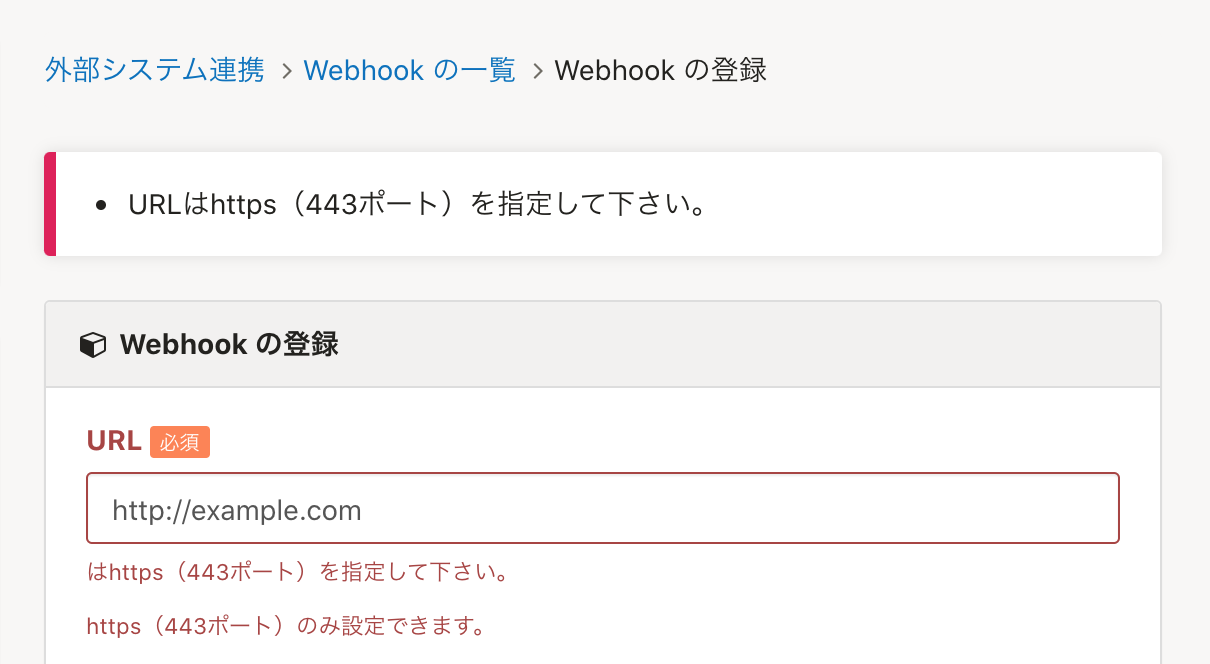 外部システム連携 > Webhook の一覧 > Webhook の登録
• URLはhttps（443ポート）を指定して下さい。
Webhook の登録
URL 必須
http://example.com
はhttps（443ポート）を指定して下さい。
https（443ポート）のみ設定できます。